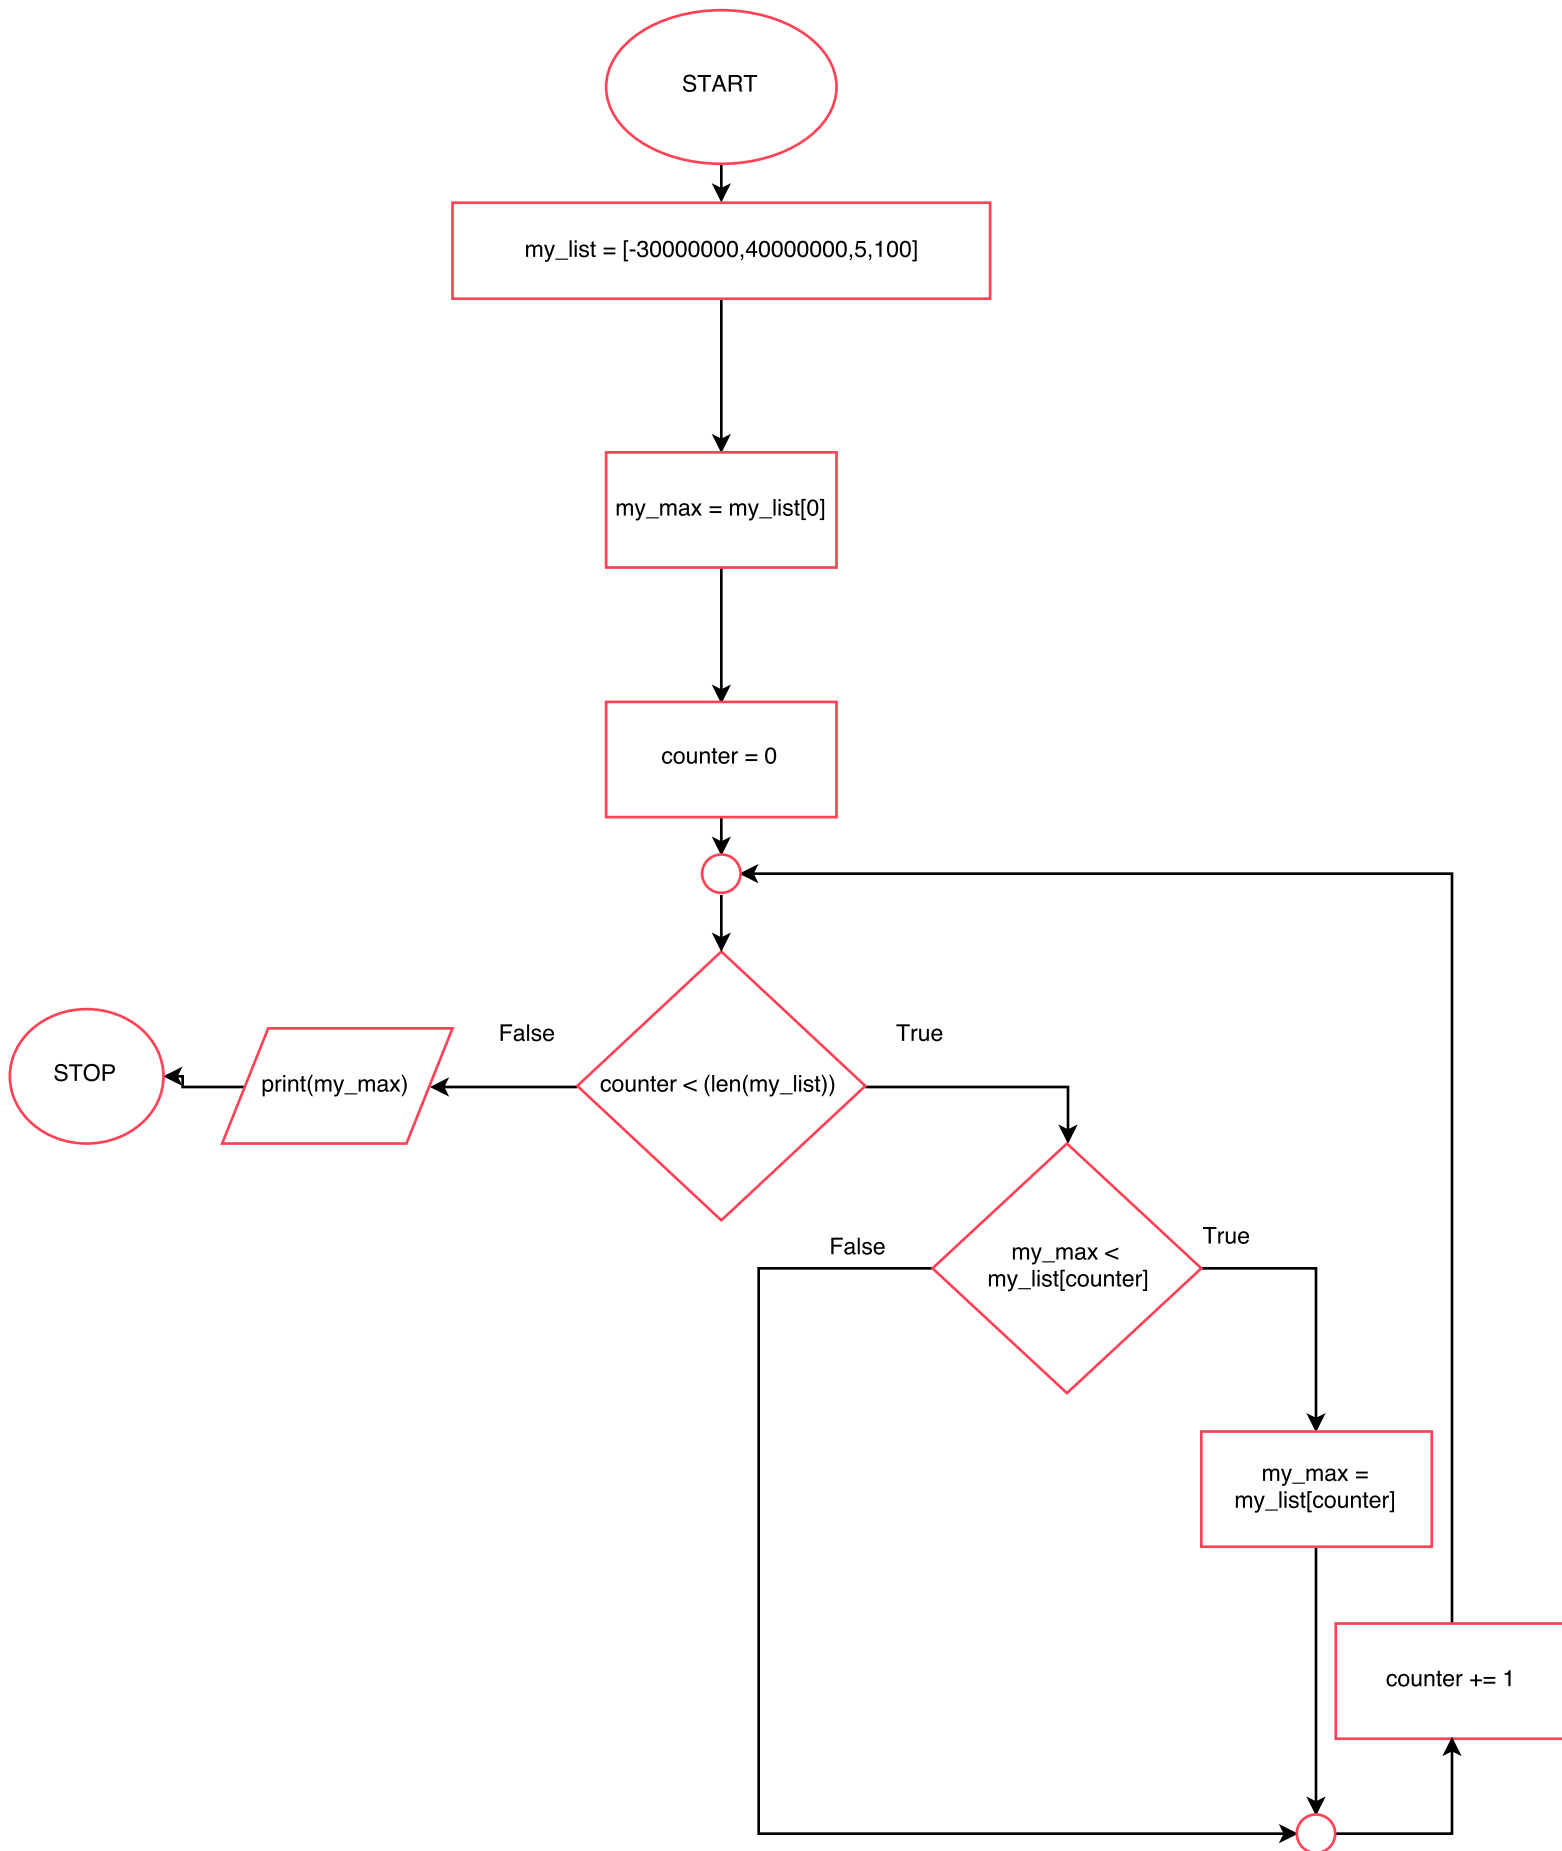 START
my_list = [-30000000,40000000,5,100]
my_max = my_list[0]
counter = 0
False
True
STOP
print(my_max)
counter < (len(my_list))
False
True
my_max <
my_list[counter]
my_max =
my_list[counter]
counter += 1